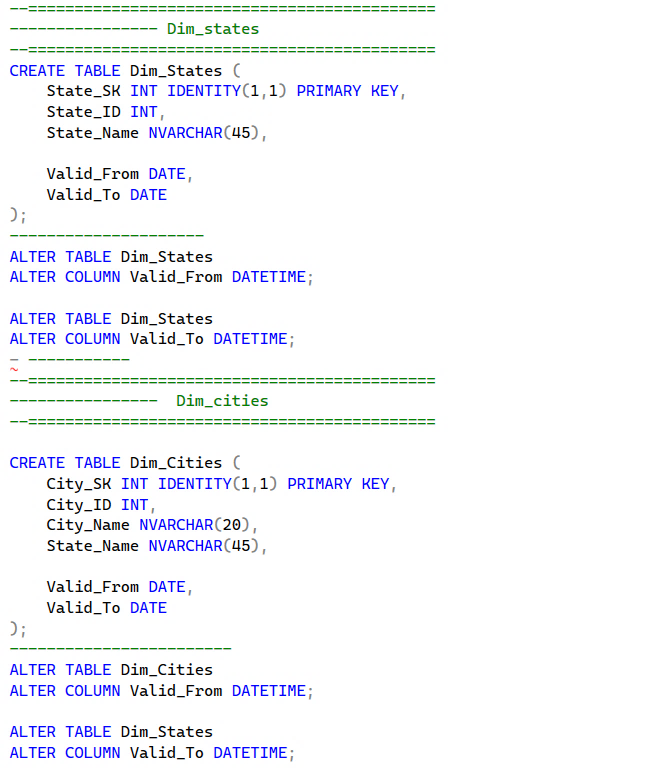 --============================================
---------------- Dim_states
--============================================
CREATE TABLE Dim_States (
    State_SK INT IDENTITY(1,1) PRIMARY KEY,
    State_ID INT,
    State_Name NVARCHAR(45),

    Valid_From DATE,
    Valid_To DATE
);
---------------------
ALTER TABLE Dim_States
ALTER COLUMN Valid_From DATETIME;

ALTER TABLE Dim_States
ALTER COLUMN Valid_To DATETIME;
- -----------
--============================================
----------------  Dim_cities
--============================================

CREATE TABLE Dim_Cities (
    City_SK INT IDENTITY(1,1) PRIMARY KEY,
    City_ID INT,
    City_Name NVARCHAR(20),
    State_Name NVARCHAR(45),

    Valid_From DATE,
    Valid_To DATE
);
------------------------
ALTER TABLE Dim_Cities
ALTER COLUMN Valid_From DATETIME;

ALTER TABLE Dim_States
ALTER COLUMN Valid_To DATETIME;